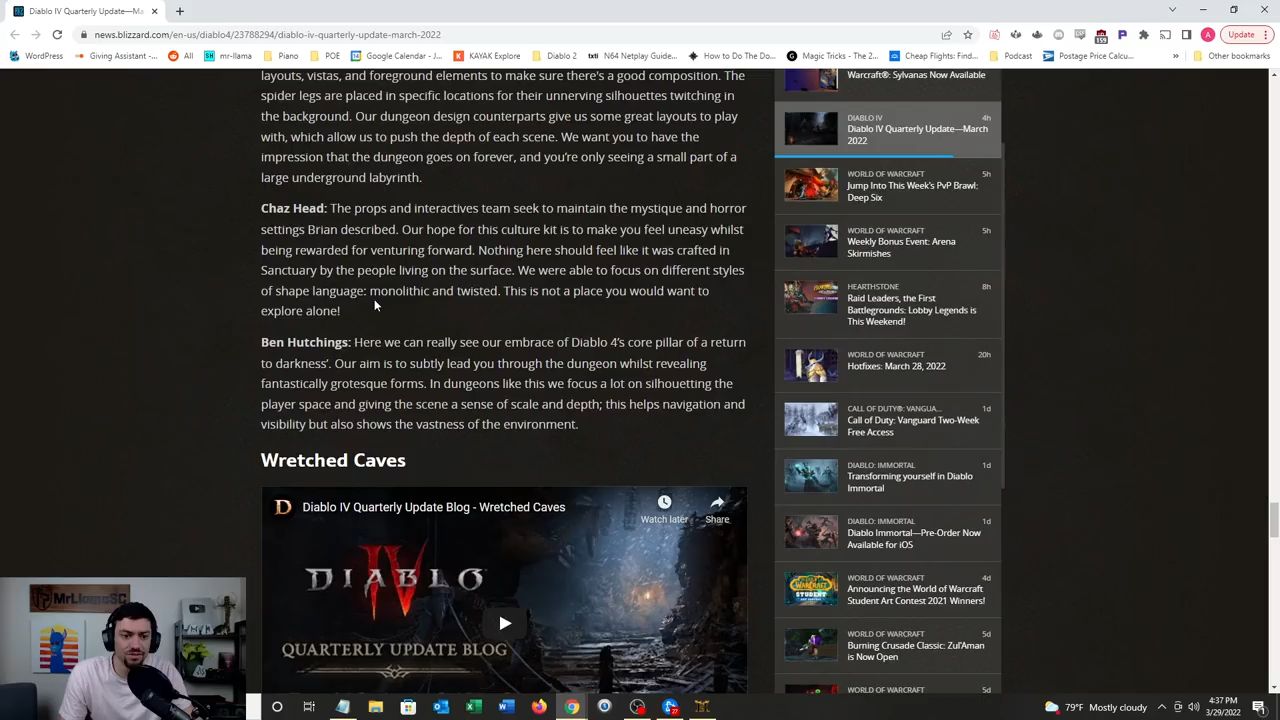 Diablo IV Quarterly Update—Ma
news.blizzard.com/en-us/diablo4/23788294/diablo-iv-quarterly-update-march-2022
159
A
Update
WordPress
Giving Assistant -...
All
mr-llama
Piano
POE
Google Calendar - J...
KAYAK Explore
Diablo 2
txti
N64 Netplay Guide...
How to Do The Do...
Magic Tricks - The 2...
Cheap Flights: Find...
Podcast
Postage Price Calcu...
»
Other bookmarks
layouts, vistas, and foreground elements to make sure there's a good composition. The
spider legs are placed in specific locations for their unnerving silhouettes twitching in
the background. Our dungeon design counterparts give us some great layouts to play
with, which allow us to push the depth of each scene. We want you to have the
impression that the dungeon goes on forever, and you're only seeing a small part of a
large underground labyrinth.
Chaz Head: The props and interactives team seek to maintain the mystique and horror
settings Brian described. Our hope for this culture kit is to make you feel uneasy whilst
being rewarded for venturing forward. Nothing here should feel like it was crafted in
Sanctuary by the people living on the surface. We were able to focus on different styles
of shape language: monolithic and twisted. This is not a place you would want to
explore alone!
Ben Hutchings: Here we can really see our embrace of Diablo 4's core pillar of a return
to darkness'. Our aim is to subtly lead you through the dungeon whilst revealing
fantastically grotesque forms. In dungeons like this we focus a lot on silhouetting the
player space and giving the scene a sense of scale and depth; this helps navigation and
visibility but also shows the vastness of the environment.
Wretched Caves
Diablo IV Quarterly Update Blog - Wretched Caves
Watch later
Share
DIABLO
IV
QUARTERLY UPDATE BLOG
Warcraft®: Sylvanas Now Available
DIABLO IV
4h
Diablo IV Quarterly Update—March
2022
WORLD OF WARCRAFT
5h
Jump Into This Week's PvP Brawl:
Deep Six
WORLD OF WARCRAFT
5h
Weekly Bonus Event: Arena
Skirmishes
HEARTHSTONE
8h
Raid Leaders, the First
Battlegrounds: Lobby Legends is
This Weekend!
WORLD OF WARCRAFT
20h
Hotfixes: March 28, 2022
CALL OF DUTY®: VANGUA...
1d
Call of Duty: Vanguard Two-Week
Free Access
DIABLO: IMMORTAL
1d
Transforming yourself in Diablo
Immortal
DIABLO: IMMORTAL
1d
Diablo Immortal—Pre-Order Now
Available for iOS
WORLD OF WARCRAFT
4d
Announcing the World of Warcraft
Student Art Contest 2021 Winners!
WORLD OF WARCRAFT
5d
Burning Crusade Classic: Zul'Aman
is Now Open
WORLD OF WARCRAFT
5d
MrLlamaSC
27
79°F Mostly cloudy
4:37 PM
3/29/2022